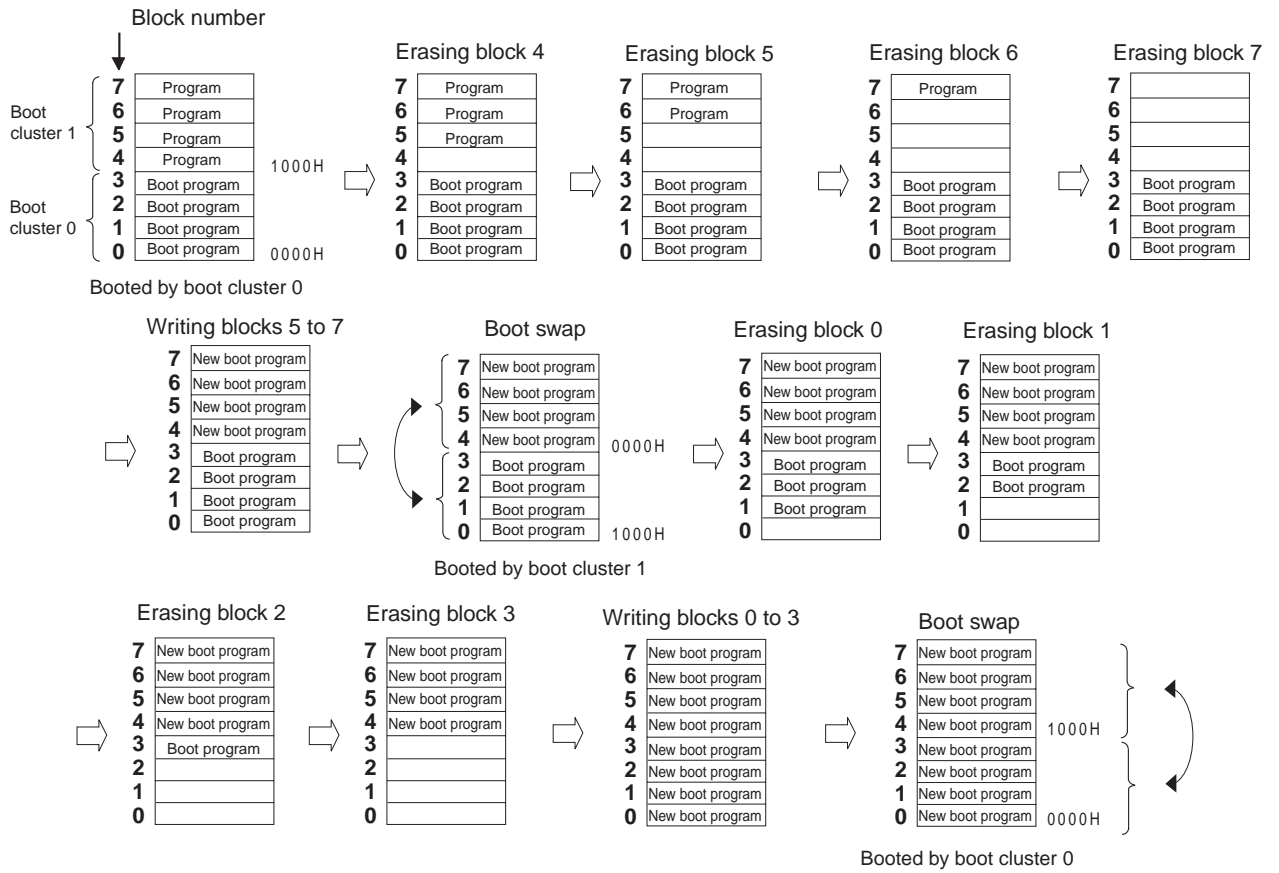 Block number
Erasing block 4
Erasing block 5
Erasing block 6
Erasing block 7
Boot
cluster 1
Boot
cluster 0
7 Program
6 Program
5 Program
4 Program
1000H
3 Boot program
2 Boot program
1 Boot program
0 Boot program
0000H
Booted by boot cluster 0
7 Program
6 Program
5 Program
4
3 Boot program
2 Boot program
1 Boot program
0 Boot program
7 Program
6 Program
5
4
3 Boot program
2 Boot program
1 Boot program
0 Boot program
7 Program
6
5
4
3 Boot program
2 Boot program
1 Boot program
0 Boot program
7
6
5
4
3 Boot program
2 Boot program
1 Boot program
0 Boot program
Writing blocks 5 to 7
7 New boot program
6 New boot program
5 New boot program
4 New boot program
3 Boot program
2 Boot program
1 Boot program
0 Boot program
Boot swap
7 New boot program
6 New boot program
5 New boot program
4 New boot program
0000H
3 Boot program
2 Boot program
1 Boot program
0 Boot program
1000H
Booted by boot cluster 1
Erasing block 0
7 New boot program
6 New boot program
5 New boot program
4 New boot program
3 Boot program
2 Boot program
1 Boot program
0
Erasing block 1
7 New boot program
6 New boot program
5 New boot program
4 New boot program
3 Boot program
2 Boot program
1
0
Erasing block 2
7 New boot program
6 New boot program
5 New boot program
4 New boot program
3 Boot program
2
1
0
Erasing block 3
7 New boot program
6 New boot program
5 New boot program
4 New boot program
3
2
1
0
Writing blocks 0 to 3
7 New boot program
6 New boot program
5 New boot program
4 New boot program
3 New boot program
2 New boot program
1 New boot program
0 New boot program
Boot swap
7 New boot program
6 New boot program
5 New boot program
4 New boot program
1000H
3 New boot program
2 New boot program
1 New boot program
0 New boot program
0000H
Booted by boot cluster 0